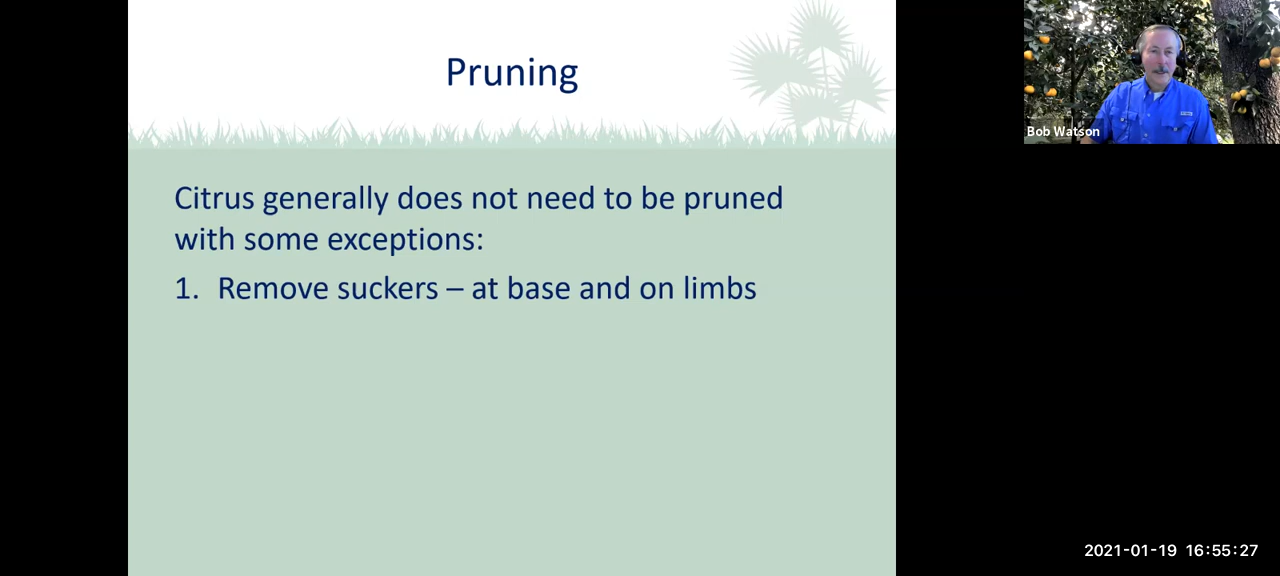 Pruning
Bob Watson
Citrus generally does not need to be pruned
with some exceptions:
1. Remove suckers – at base and on limbs
2021-01-19 16:55:27